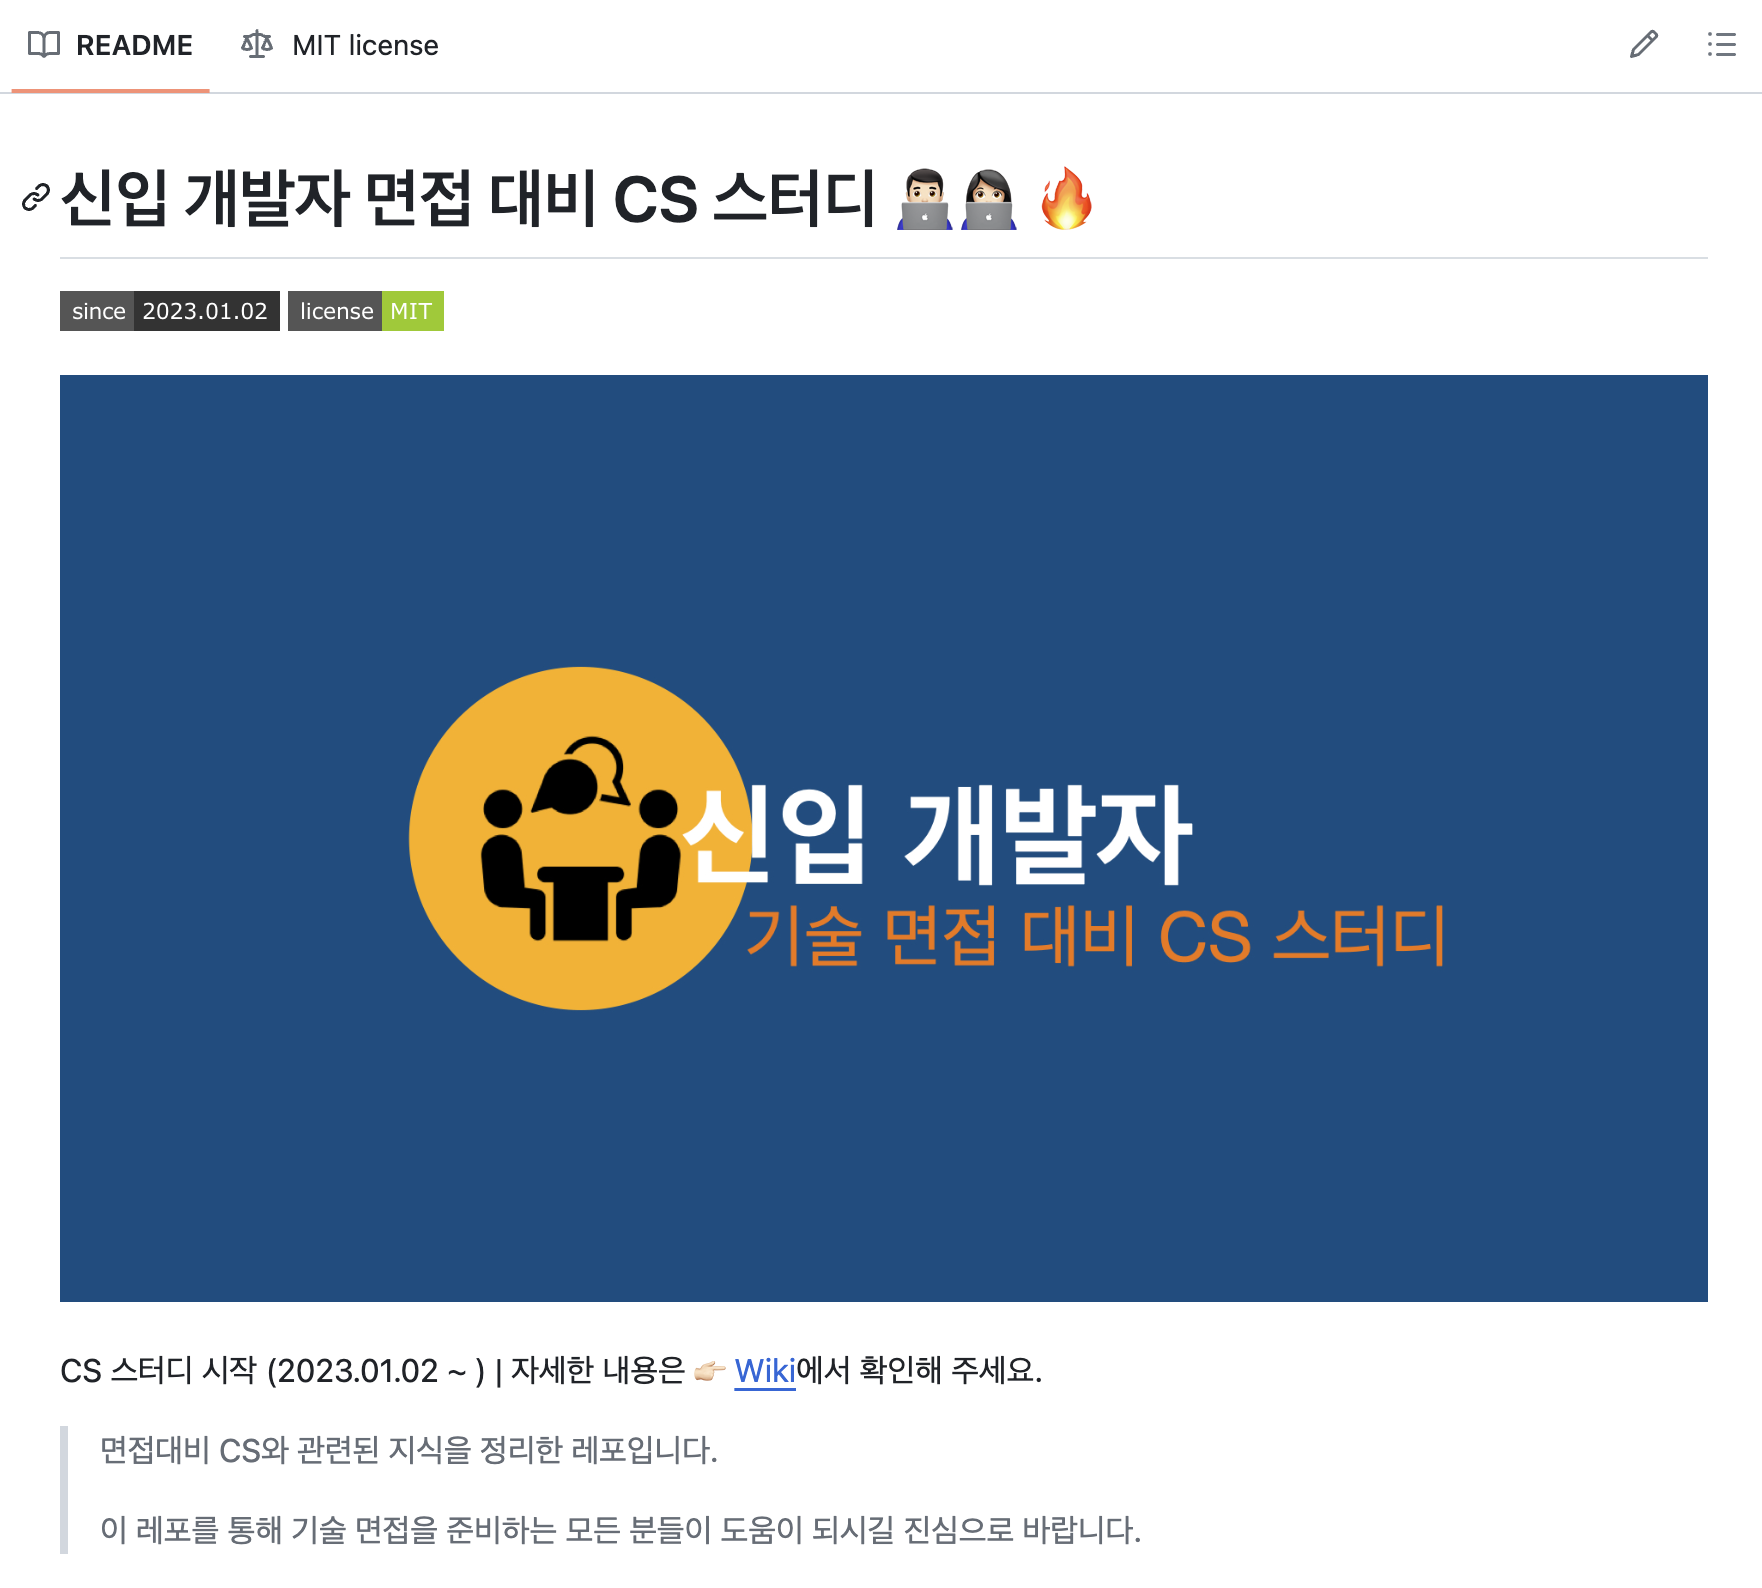 README
MIT license
신입 개발자 면접 대비 CS 스터디 🧑🏻‍💻👩🏻‍💻 🔥
since 2023.01.02 license MIT
신입 개발자
기술 면접 대비 CS 스터디
CS 스터디 시작 (2023.01.02 ~ ) | 자세한 내용은 👉🏻 Wiki에서 확인해 주세요.
면접대비 CS와 관련된 지식을 정리한 레포입니다.
이 레포를 통해 기술 면접을 준비하는 모든 분들이 도움이 되시길 진심으로 바랍니다.